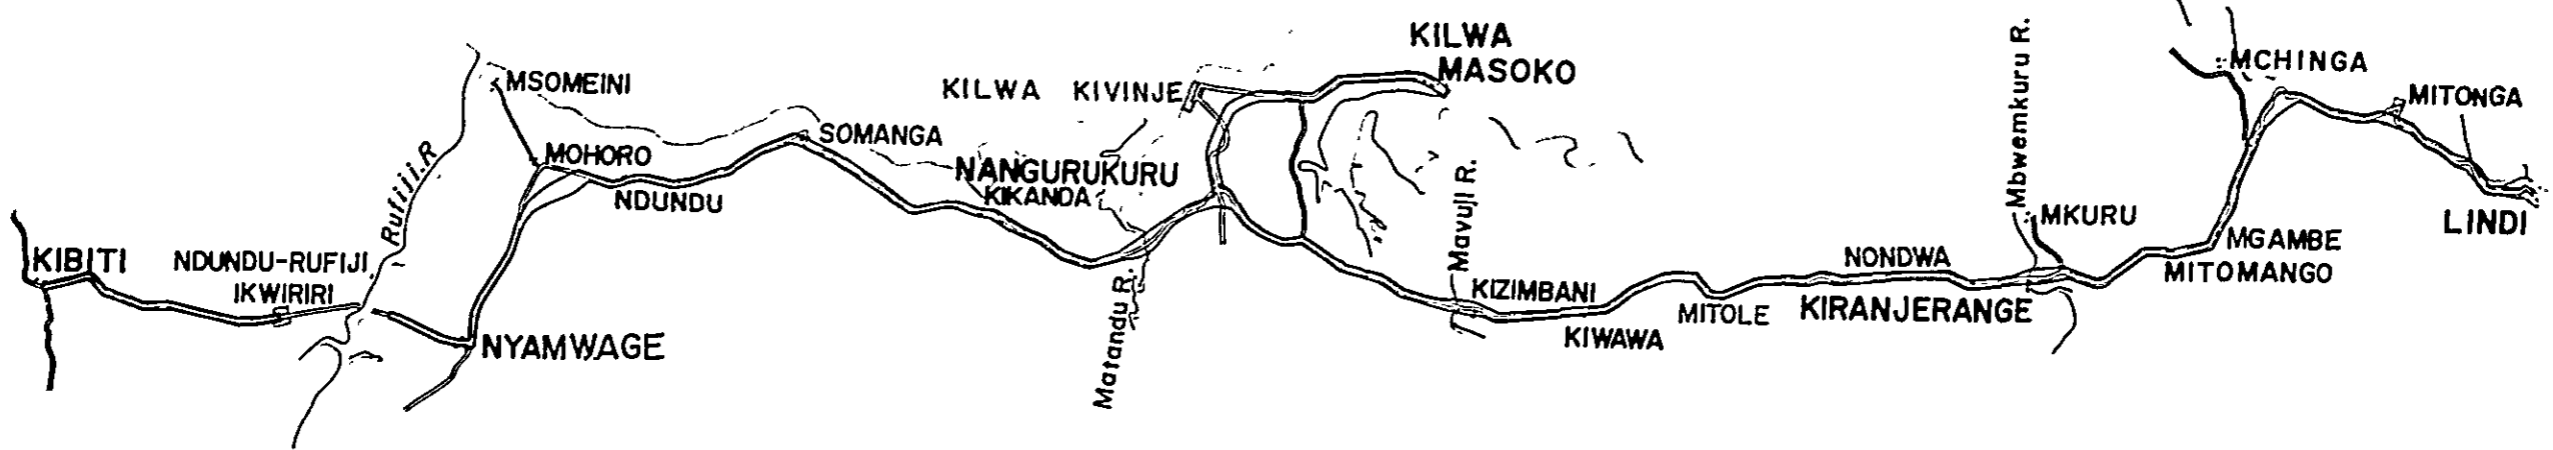 KIBITI
NDUNDU-RUFIJI
IKWIRIRI
Rufiji.R
NYAMWAGE
MSOMEINI
MOHORO
NDUNDU
SOMANGA
KILWA KIVINJE
NANGURUKURU
KIKANDA
Matandu R.
KILWA
MASOKO
Mavuji R.
KIZIMBANI
KIWAWA
MITOLE
NONDWA
KIRANJERANGE
Mbwemkuru R.
MKURU
MGAMBE
MITOMANGO
MCHINGA
MITONGA
LINDI